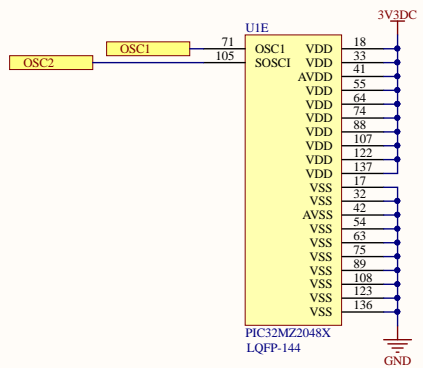 3V3DC
U1E
OSC1 71 OSC1 VDD 18
OSC2 105 SOSCI VDD 33
AVDD 41
VDD 55
VDD 64
VDD 74
VDD 88
VDD 107
VDD 122
VDD 137
VSS 17
VSS 32
AVSS 42
VSS 54
VSS 63
VSS 75
VSS 89
VSS 108
VSS 123
VSS 136
PIC32MZ2048X
LQFP-144
GND